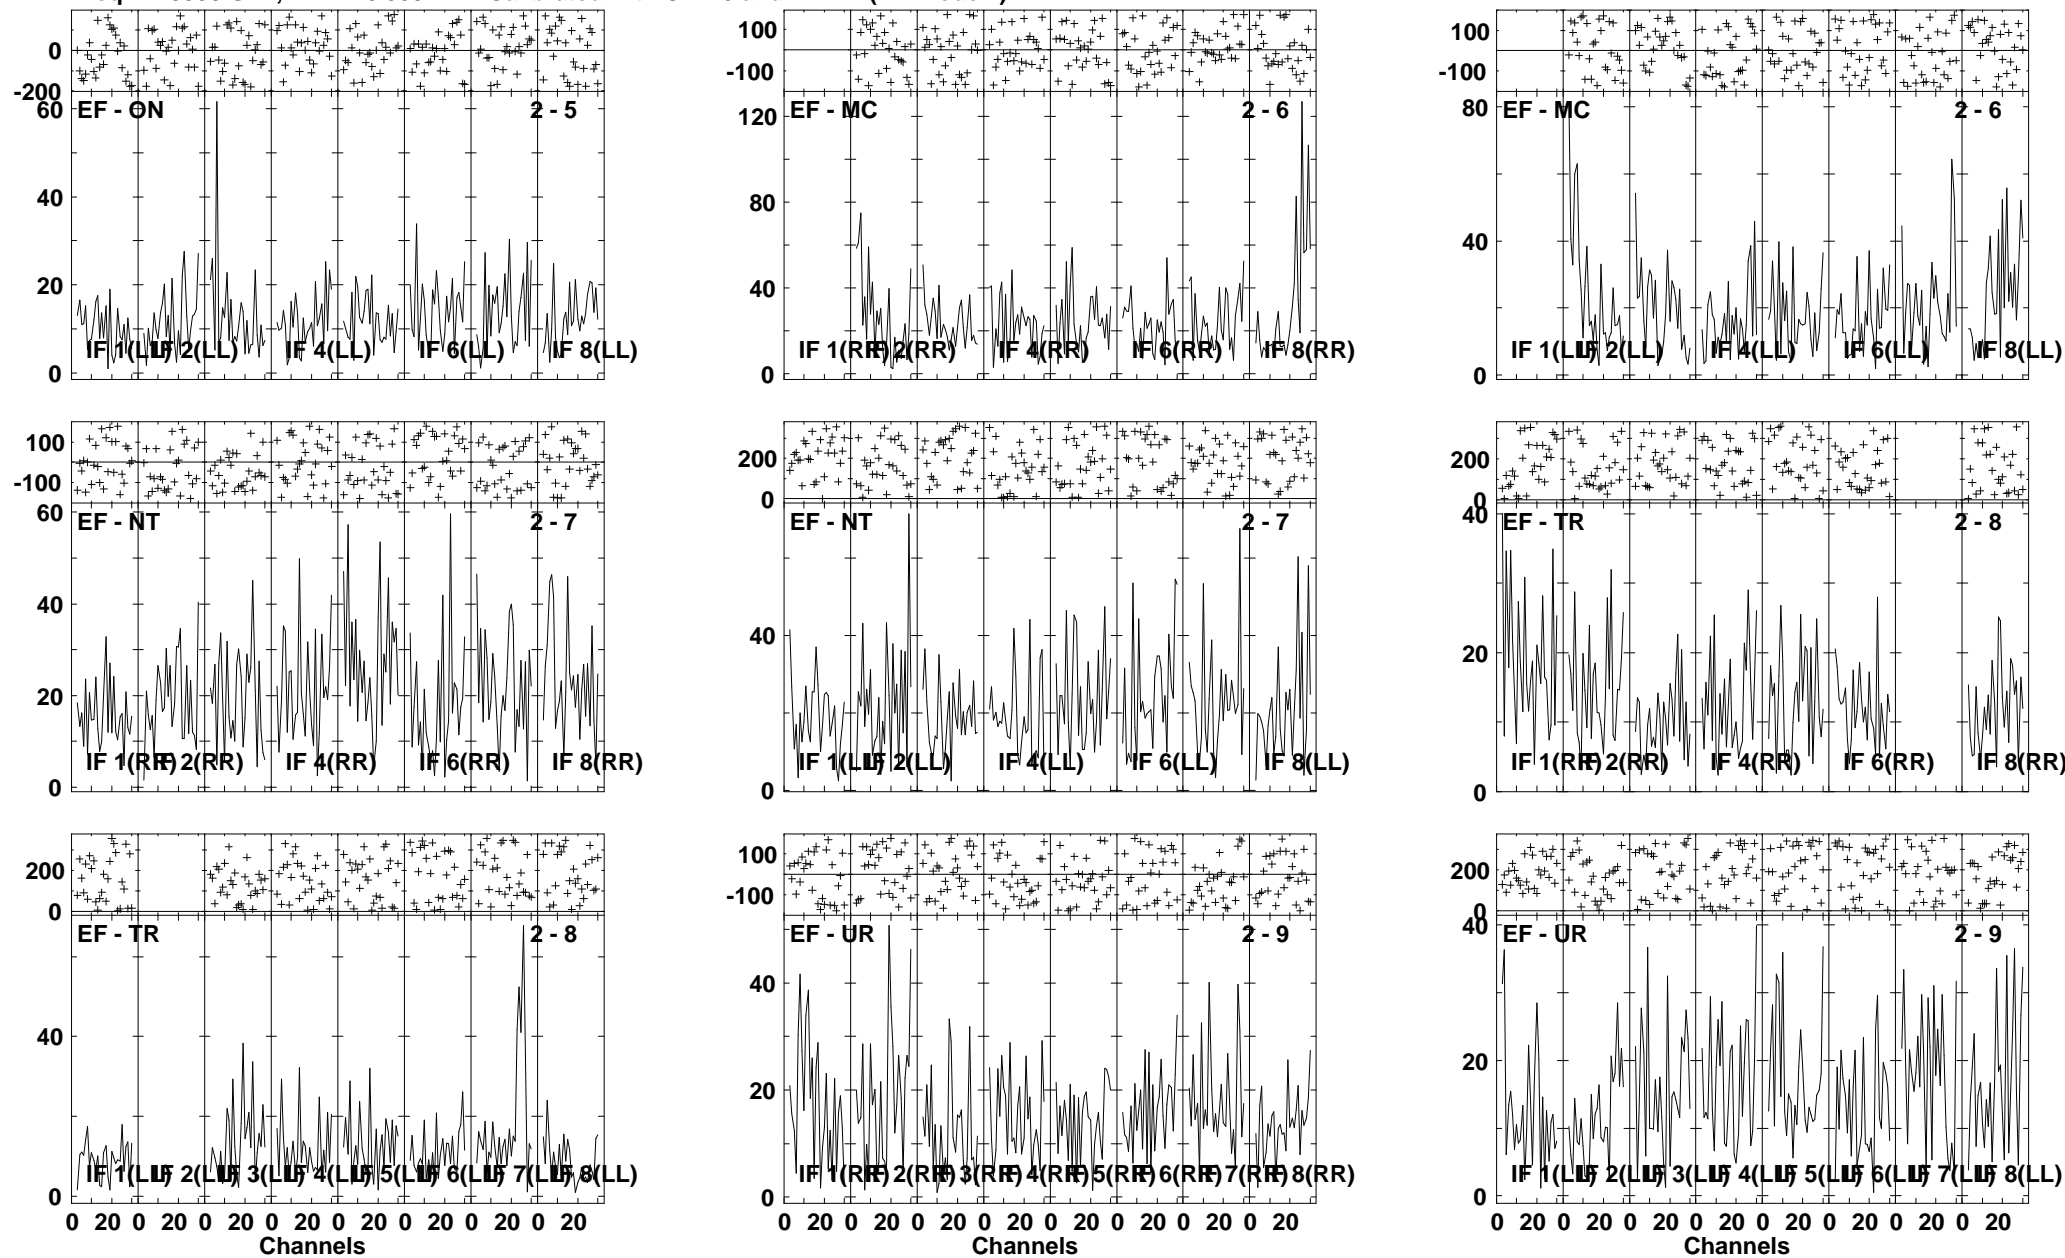 0
-200
100
-100
100
-100
60
40
20
0
EF - ON
2 - 5
IF 1(LL)
IF 2(LL)
IF 4(LL)
IF 6(LL)
IF 8(LL)
120
80
40
0
EF - MC
2 - 6
IF 1(RR)
IF 2(RR)
IF 4(RR)
IF 6(RR)
IF 8(RR)
80
40
0
EF - MC
2 - 6
IF 1(LL)
IF 2(LL)
IF 4(LL)
IF 6(LL)
IF 8(LL)
100
-100
60
40
20
0
EF - NT
2 - 7
IF 1(RR)
IF 2(RR)
IF 4(RR)
IF 6(RR)
IF 8(RR)
200
0
40
0
EF - NT
2 - 7
IF 1(LL)
IF 2(LL)
IF 4(LL)
IF 6(LL)
IF 8(LL)
200
0
40
20
0
EF - TR
2 - 8
IF 1(RR)
IF 2(RR)
IF 4(RR)
IF 6(RR)
IF 8(RR)
200
0
40
0
EF - TR
2 - 8
IF 1(LL)
IF 2(LL)
IF 3(LL)
IF 4(LL)
IF 5(LL)
IF 6(LL)
IF 7(LL)
IF 8(LL)
0 20 0 20 0 20 0 20 0 20 0 20 0 20 0 20
Channels
100
-100
40
20
0
EF - UR
2 - 9
IF 1(RR)
IF 2(RR)
IF 3(RR)
IF 4(RR)
IF 5(RR)
IF 6(RR)
IF 7(RR)
IF 8(RR)
0 20 0 20 0 20 0 20 0 20 0 20 0 20 0 20
Channels
200
0
40
20
0
EF - UR
2 - 9
IF 1(LL)
IF 2(LL)
IF 3(LL)
IF 4(LL)
IF 5(LL)
IF 6(LL)
IF 7(LL)
IF 8(LL)
0 20 0 20 0 20 0 20 0 20 0 20 0 20 0 20
Channels